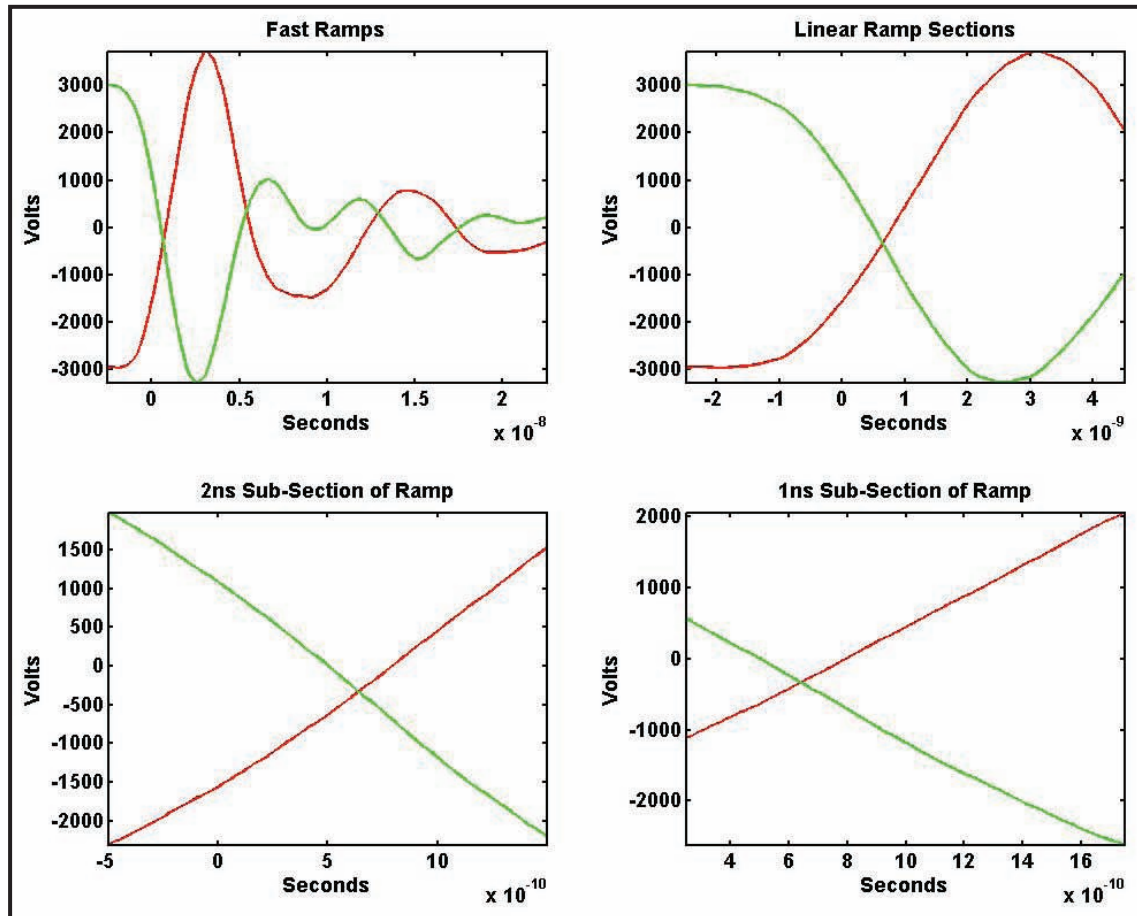 Fast Ramps
Volts
3000
2000
1000
0
-1000
-2000
-3000
0 0.5 1 1.5 2
Seconds
x 10-8
Linear Ramp Sections
Volts
3000
2000
1000
0
-1000
-2000
-3000
-2 -1 0 1 2 3 4
Seconds
x 10-9
2ns Sub-Section of Ramp
Volts
1500
1000
500
0
-500
-1000
-1500
-2000
-5 0 5 10
Seconds
x 10-10
1ns Sub-Section of Ramp
Volts
2000
1000
0
-1000
-2000
4 6 8 10 12 14 16
Seconds
x 10-10